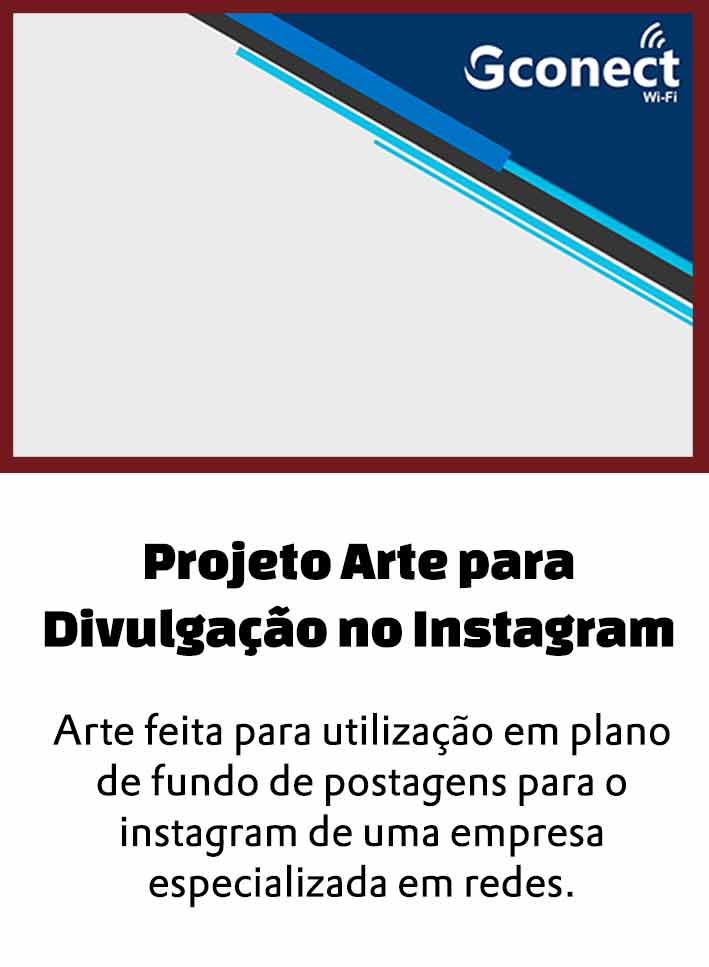 Gconect
Wi-Fi
Projeto Arte para
Divulgação no Instagram
Arte feita para utilização em plano
de fundo de postagens para o
instagram de uma empresa
especializada em redes.